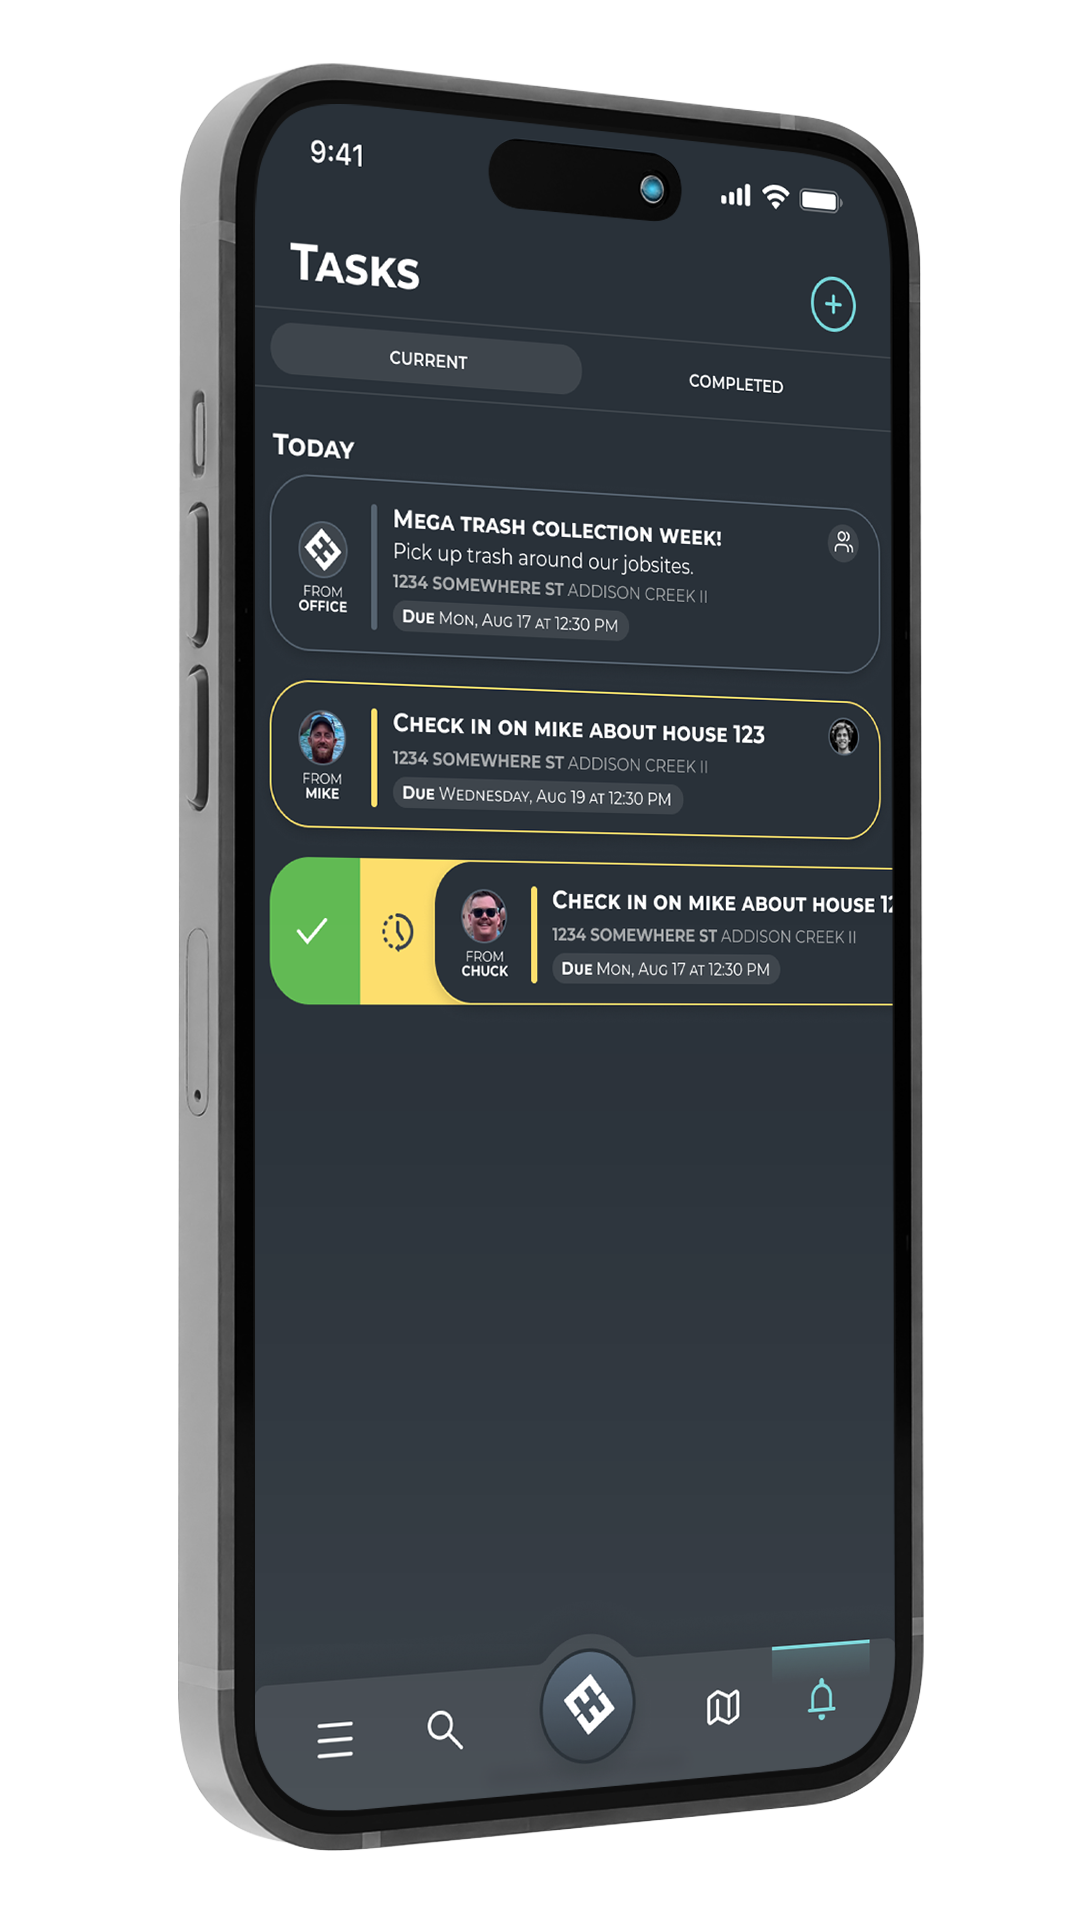 9:41
Tasks
CURRENT
COMPLETED
Today
Mega trash collection week!
Pick up trash around our jobsites.
1234 SOMEWHERE ST ADDISON CREEK II
Due Mon, Aug 17 at 12:30 PM
FROM
OFFICE
Check in on mike about house 123
1234 SOMEWHERE ST ADDISON CREEK II
Due Wednesday, Aug 19 at 12:30 PM
FROM
MIKE
Check in on mike about house 12
1234 SOMEWHERE ST ADDISON CREEK II
Due Mon, Aug 17 at 12:30 PM
FROM
CHUCK